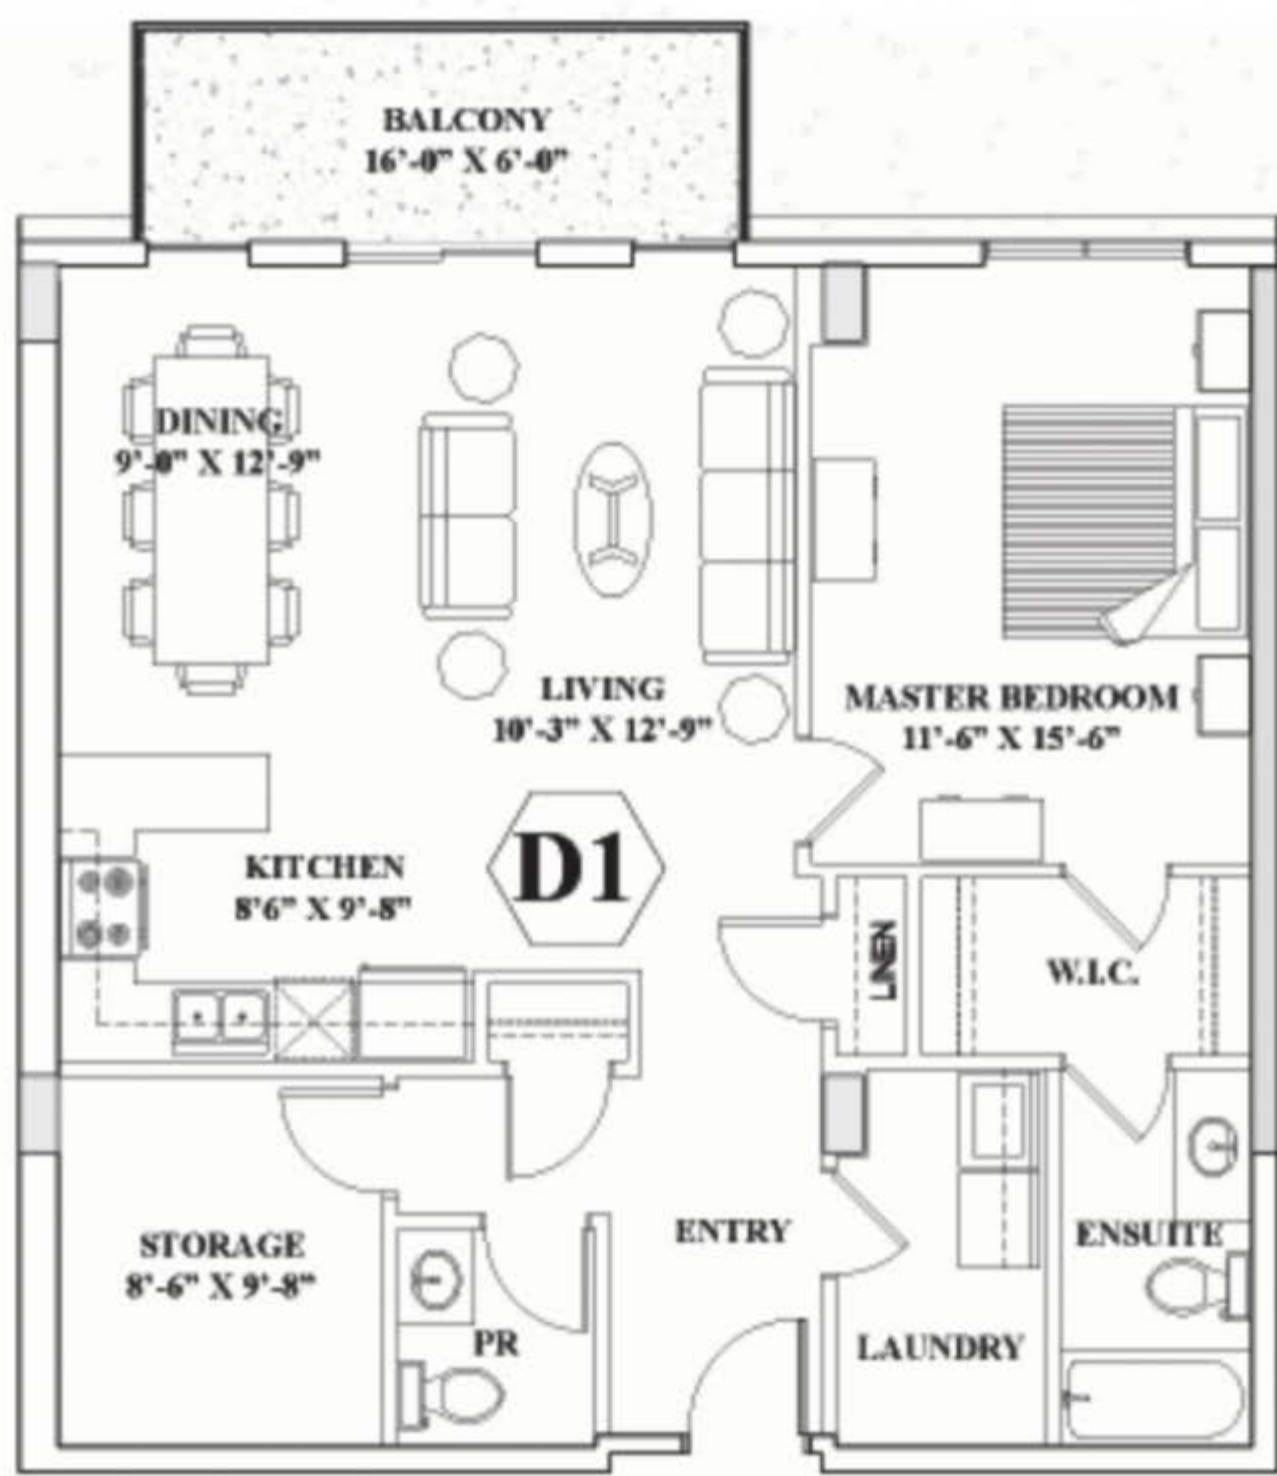 BALCONY
16'-0" X 6'-0"
DINING
9'-0" X 12'-9"
LIVING
10'-3" X 12'-9"
MASTER BEDROOM
11'-6" X 15'-6"
KITCHEN
8'6" X 9'-8"
D1
LINEN
W.I.C.
STORAGE
8'-6" X 9'-8"
ENTRY
ENSUITE
PR
LAUNDRY